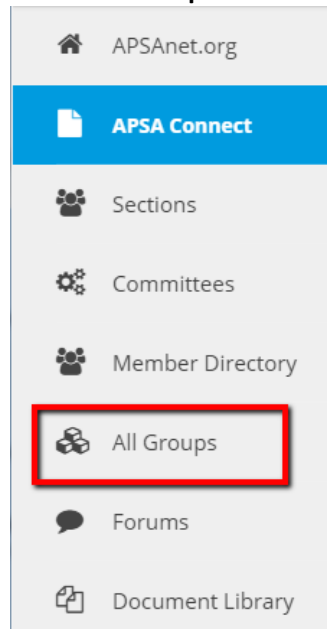 APSAnet.org
APSA Connect
Sections
Committees
Member Directory
All Groups
Forums
Document Library